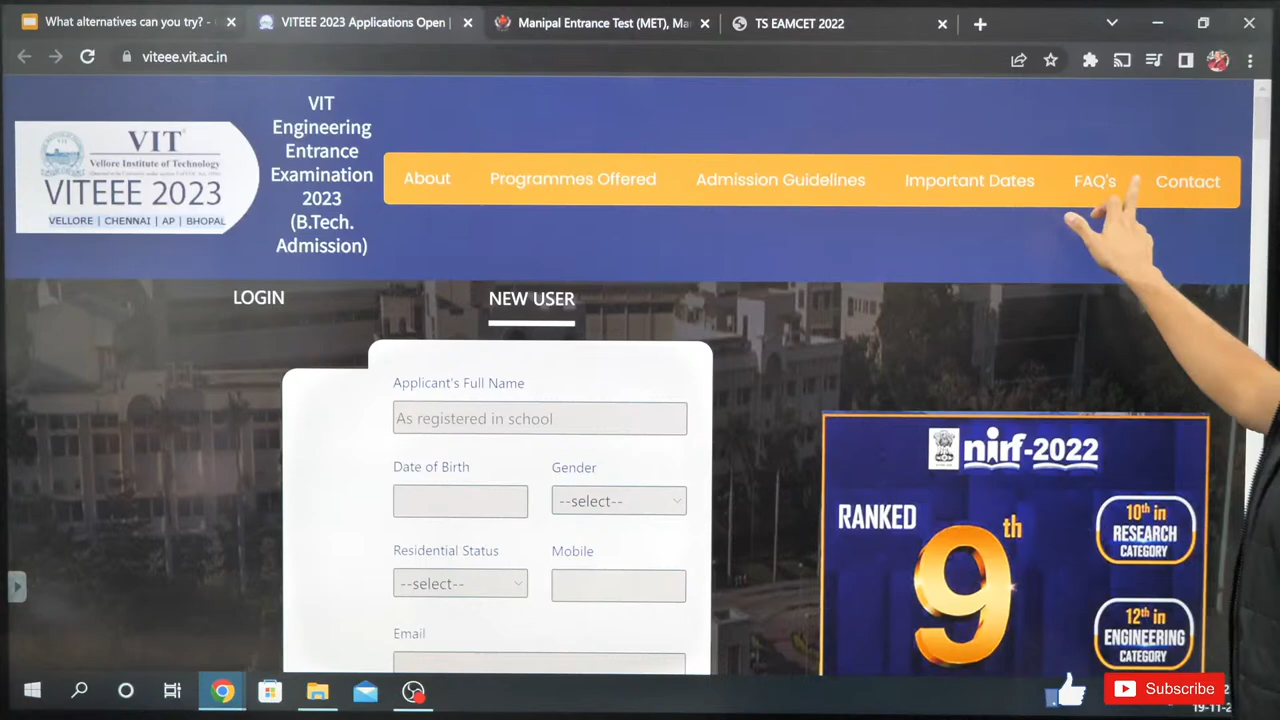 What alternatives can you try? -
VITEEE 2023 Applications Open |
Manipal Entrance Test (MET), Ma
TS EAMCET 2022
viteee.vit.ac.in
VIT
Vellore Institute of Technology
VITEEE 2023
VELLORE | CHENNAI | AP | BHOPAL
VIT
Engineering
Entrance
Examination
2023
(B.Tech.
Admission)
About
Programmes Offered
Admission Guidelines
Important Dates
FAQ's
Contact
LOGIN
NEW USER
Applicant's Full Name
As registered in school
Date of Birth
Gender
--select--
Residential Status
Mobile
--select--
Email
nirf-2022
RANKED
9th
10th in
RESEARCH
CATEGORY
12th in
ENGINEERING
CATEGORY
Subscribe
19-11-2